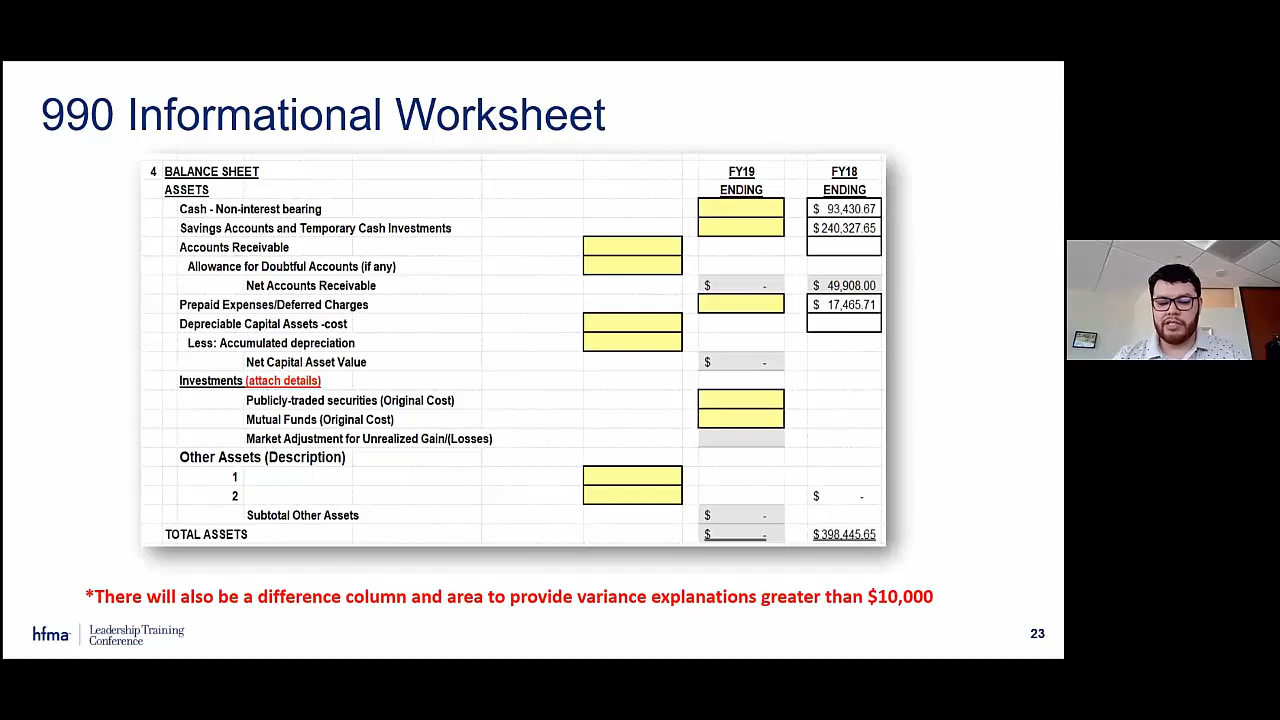 990 Informational Worksheet
4 BALANCE SHEET FY19 FY18
ASSETS ENDING ENDING
Cash - Non-interest bearing $ 93,430.67
Savings Accounts and Temporary Cash Investments $ 240,327.65
Accounts Receivable
Allowance for Doubtful Accounts (if any)
Net Accounts Receivable $ - $ 49,908.00
Prepaid Expenses/Deferred Charges $ 17,465.71
Depreciable Capital Assets -cost
Less: Accumulated depreciation
Net Capital Asset Value $ -
Investments (attach details)
Publicly-traded securities (Original Cost)
Mutual Funds (Original Cost)
Market Adjustment for Unrealized Gain/(Losses)
Other Assets (Description)
1
2 $ -
Subtotal Other Assets $ -
TOTAL ASSETS $ - $ 398,445.65
*There will also be a difference column and area to provide variance explanations greater than $10,000
hfma Leadership Training
Conference
23